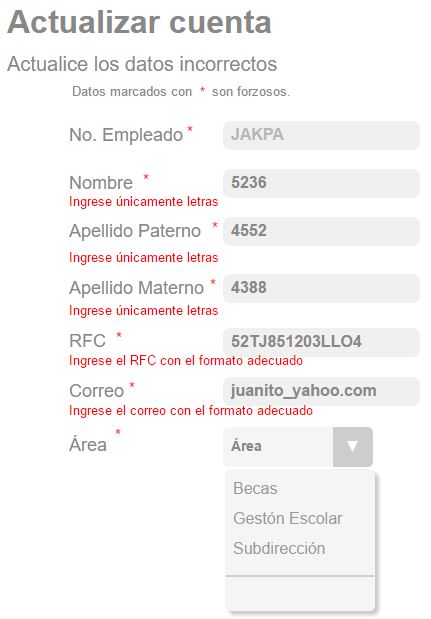 Actualizar cuenta
Actualice los datos incorrectos
Datos marcados con * son forzosos.
No. Empleado * JAKPA
Nombre * 5236
Ingrese únicamente letras
Apellido Paterno * 4552
Ingrese únicamente letras
Apellido Materno * 4388
Ingrese únicamente letras
RFC * 52TJ851203LLO4
Ingrese el RFC con el formato adecuado
Correo * juanito_yahoo.com
Ingrese el correo con el formato adecuado
Área * Área ▼
Becas
Gestón Escolar
Subdirección